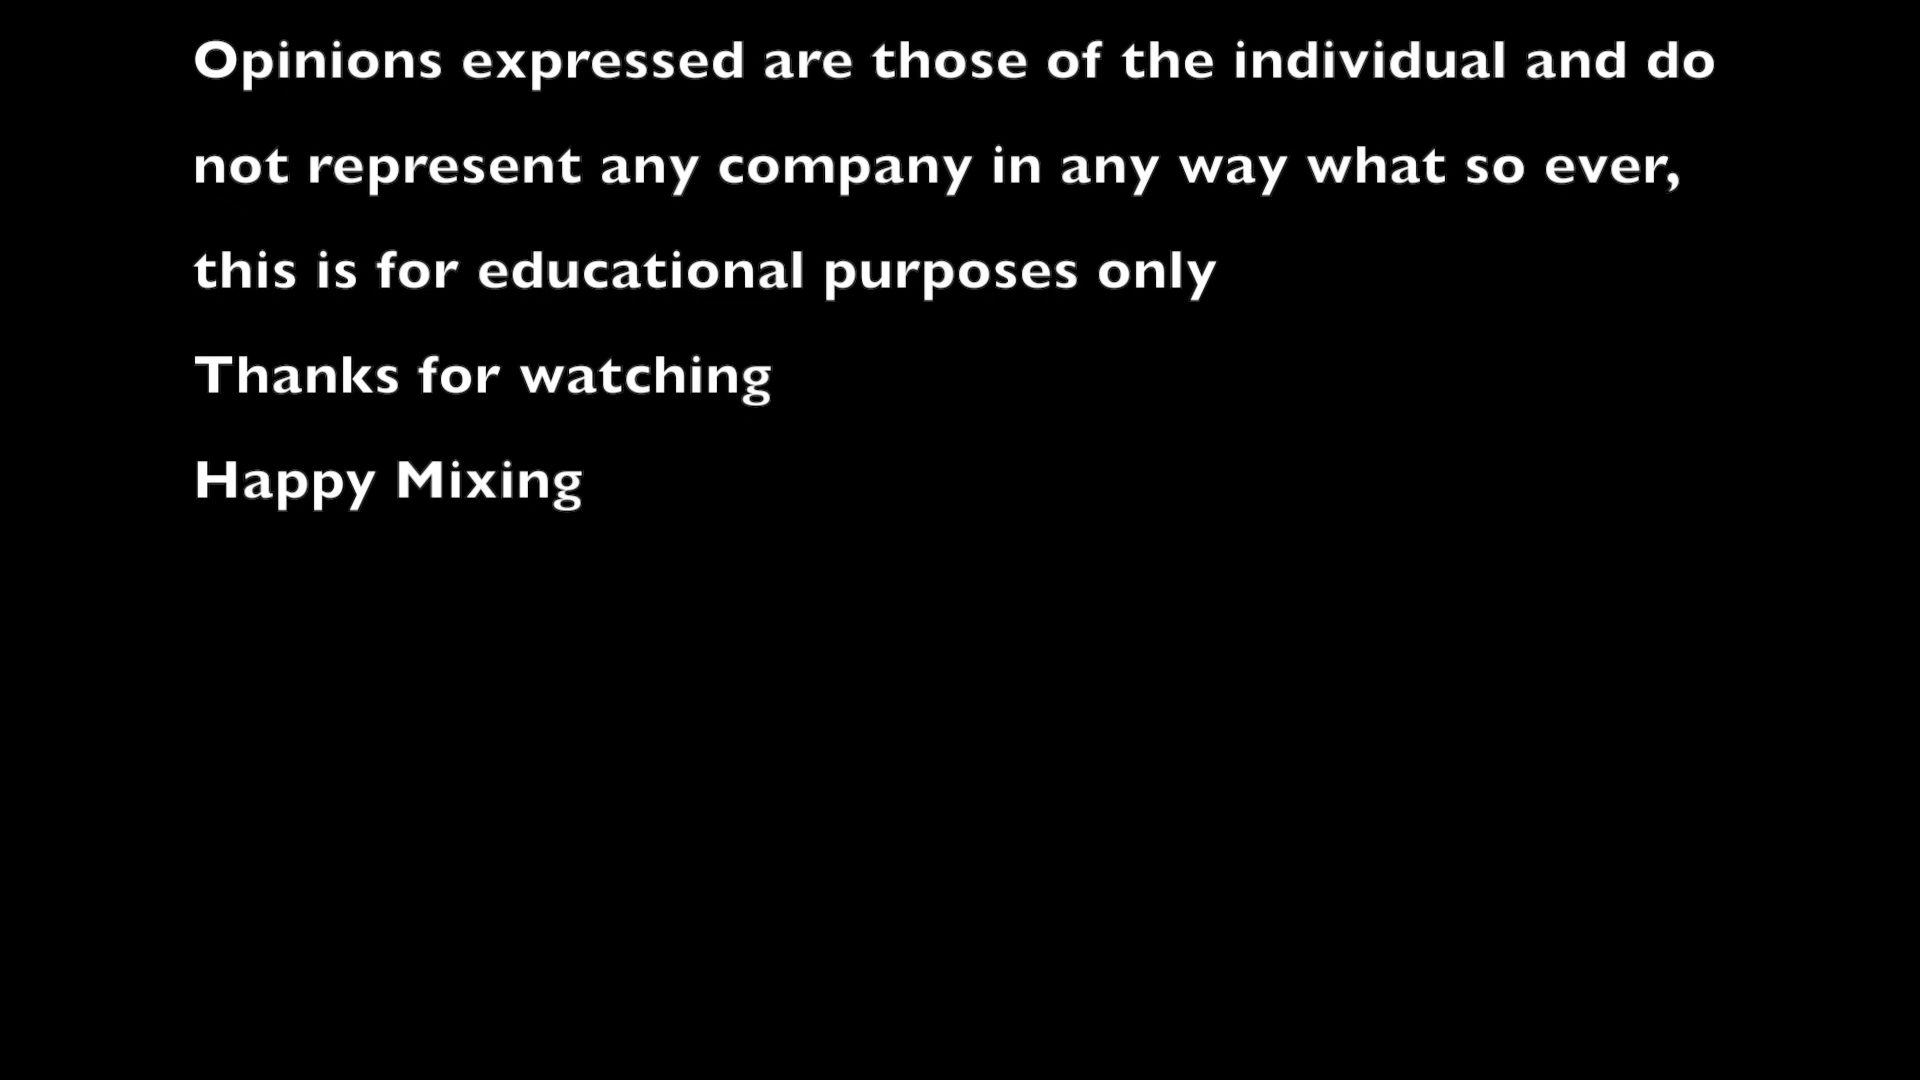 Opinions expressed are those of the individual and do
not represent any company in any way what so ever,
this is for educational purposes only
Thanks for watching
Happy Mixing